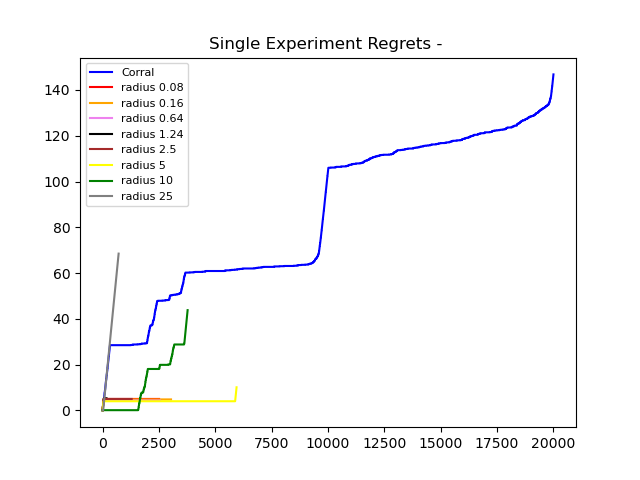 Single Experiment Regrets -
Corral
radius 0.08
radius 0.16
radius 0.64
radius 1.24
radius 2.5
radius 5
radius 10
radius 25
140
120
100
80
60
40
20
0
0 2500 5000 7500 10000 12500 15000 17500 20000